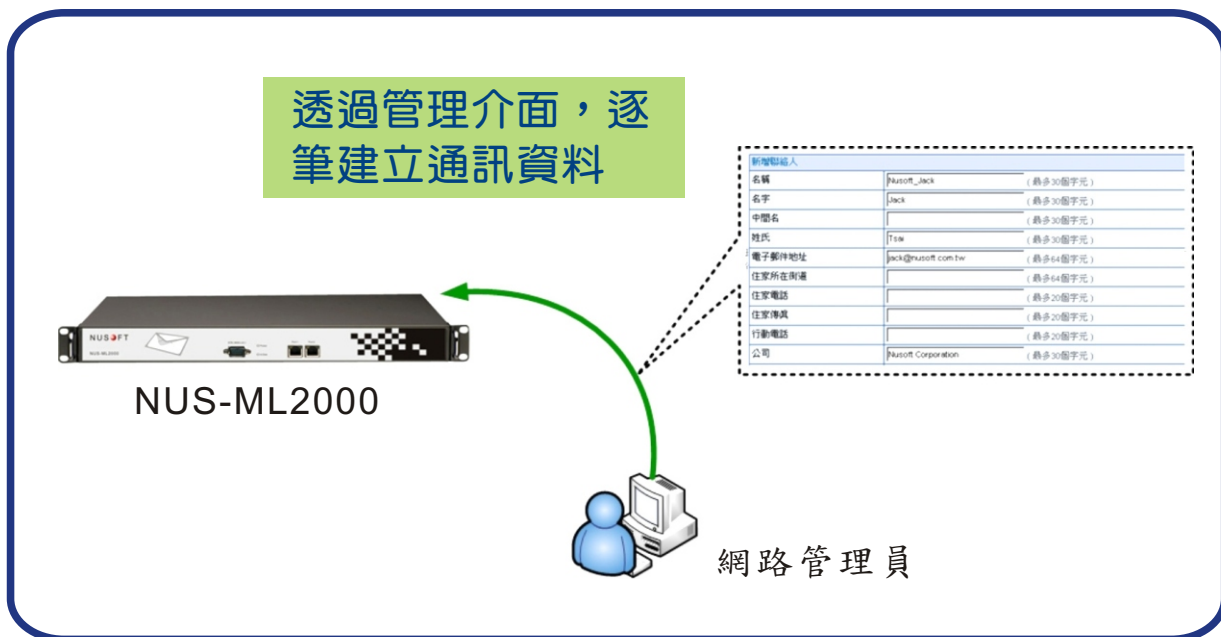 透過管理介面，逐
筆建立通訊資料
新增聯絡人
名稱 Nusoft_Jack （最多30個字元）
名字 Jack （最多30個字元）
中間名 （最多30個字元）
姓氏 Tsai （最多30個字元）
電子郵件地址 jack@nusoft.com.tw （最多64個字元）
住家所在街道 （最多64個字元）
住家電話 （最多20個字元）
住家傳真 （最多20個字元）
行動電話 （最多20個字元）
公司 Nusoft Corporation （最多30個字元）
NUSOFT
NUS-ML2000
NUS-ML2000
網路管理員